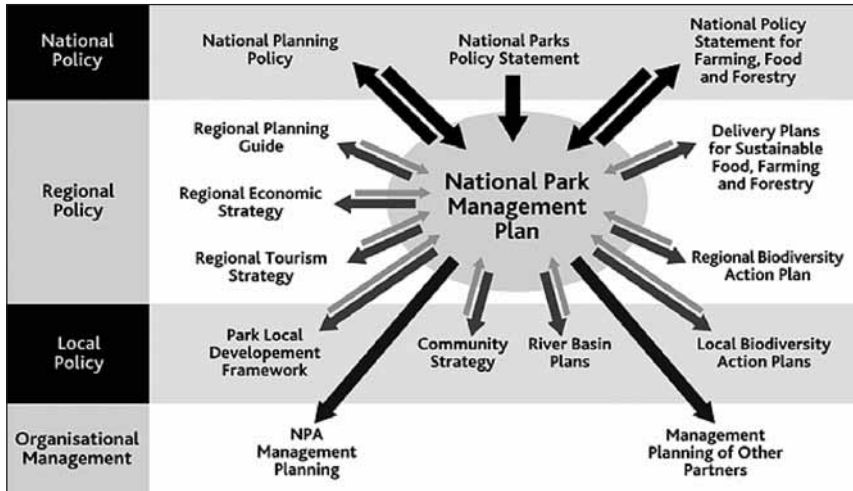 National
Policy
National Planning
Policy
National Parks
Policy Statement
National Policy
Statement for
Farming, Food
and Forestry
Regional
Policy
Regional Planning
Guide
Regional Economic
Strategy
Regional Tourism
Strategy
National Park
Management
Plan
Delivery Plans
for Sustainable
Food, Farming
and Forestry
Regional Biodiversity
Action Plan
Local
Policy
Park Local
Developement
Framework
Community
Strategy
River Basin
Plans
Local Biodiversity
Action Plans
Organisational
Management
NPA
Management
Planning
Management
Planning of Other
Partners